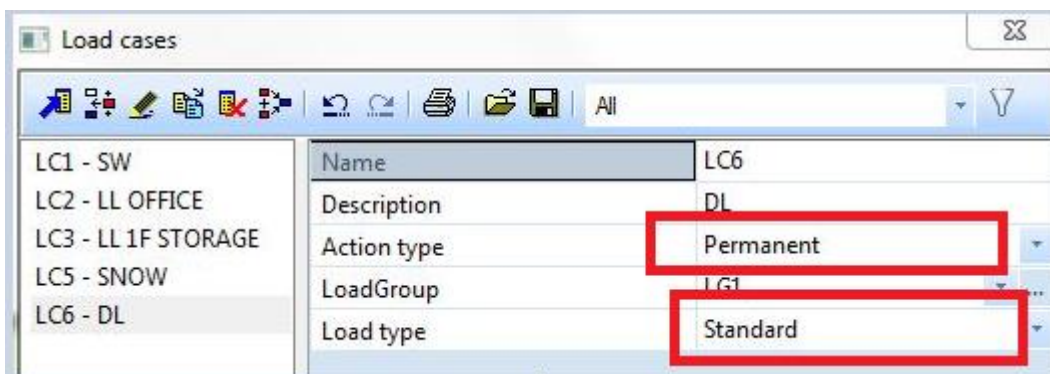 Load cases
All
LC1 - SW
LC2 - LL OFFICE
LC3 - LL 1F STORAGE
LC5 - SNOW
LC6 - DL
Name LC6
Description DL
Action type Permanent
LoadGroup LG1 ...
Load type Standard